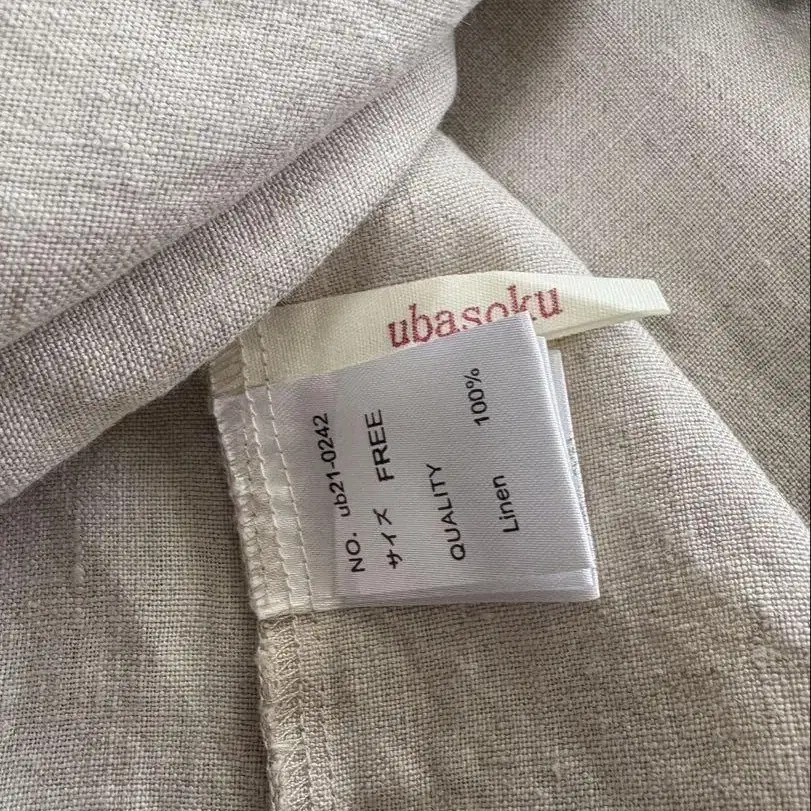 ubasoku
NO. ub21-0242
サイズ FREE
QUALITY
Linen 100%